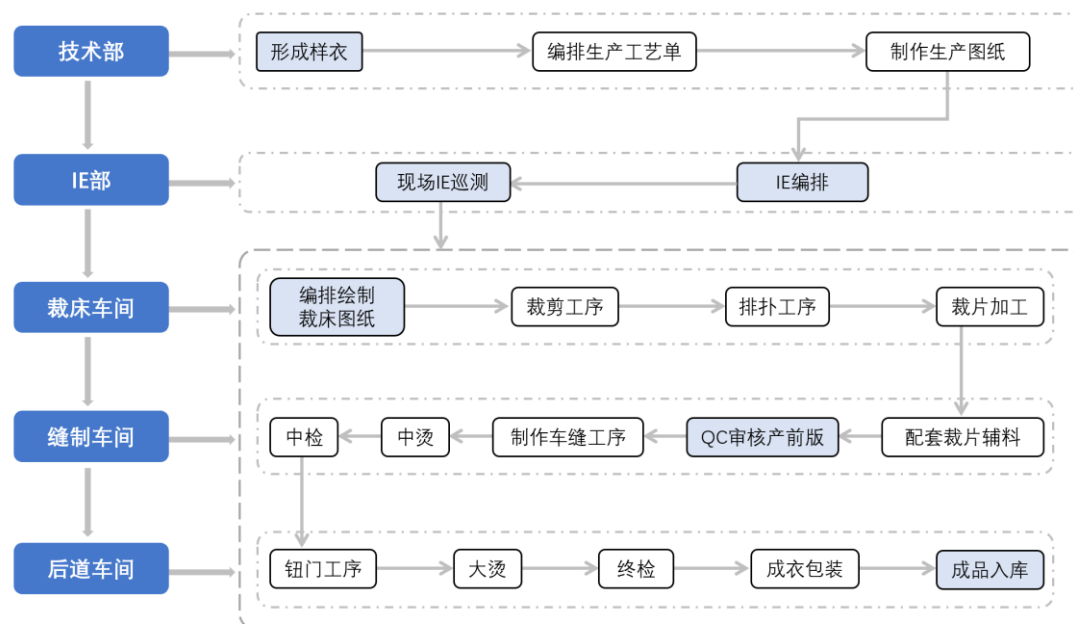 技术部
形成样衣
编排生产工艺单
制作生产图纸
IE部
现场IE巡测
IE编排
裁床车间
编排绘制
裁床图纸
裁剪工序
排扑工序
裁片加工
缝制车间
中检
中烫
制作车缝工序
QC审核产前版
配套裁片辅料
后道车间
钮门工序
大烫
终检
成衣包装
成品入库